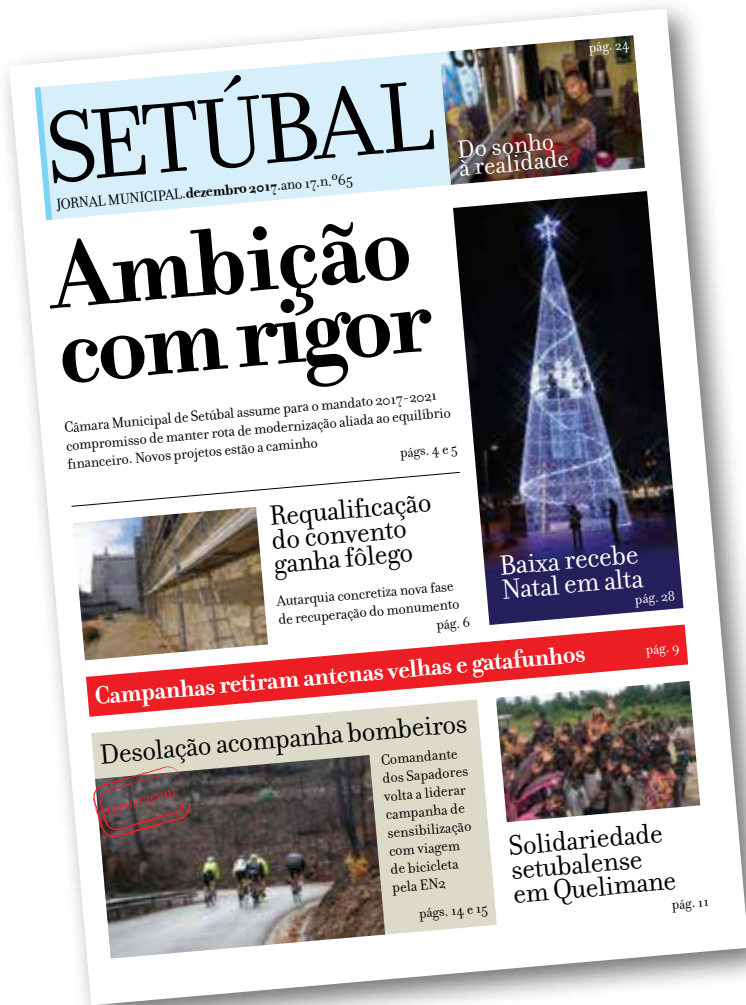 SETÚBAL
JORNAL MUNICIPAL.dezembro 2017.ano 17.n.º65
pág. 24
Do sonho
à realidade
Ambição
com rigor
Câmara Municipal de Setúbal assume para o mandato 2017-2021
compromisso de manter rota de modernização aliada ao equilíbrio
financeiro. Novos projetos estão a caminho
págs. 4 e 5
Baixa recebe
Natal em alta
pág. 28
Requalificação
do convento
ganha fôlego
Autarquia concretiza nova fase
de recuperação do monumento
pág. 6
Campanhas retiram antenas velhas e gatafunhos
pág. 9
Desolação acompanha bombeiros
reportagem
Comandante
dos Sapadores
volta a liderar
campanha de
sensibilização
com viagem
de bicicleta
pela EN2
págs. 14 e 15
Solidariedade
setubalense
em Quelimane
pág. 11